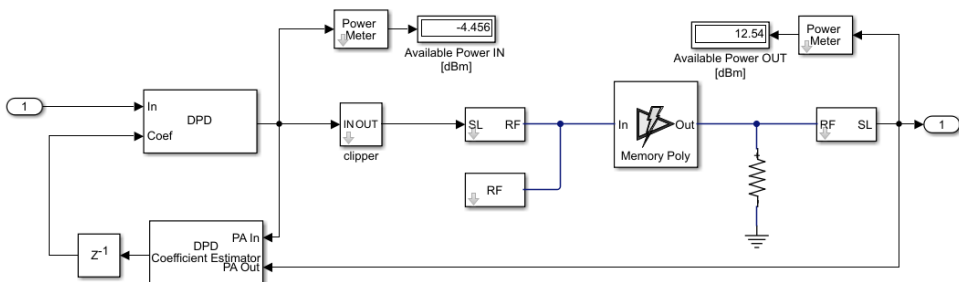 Power
Meter
-4.456
Available Power IN
[dBm]
12.54
Available Power OUT
[dBm]
Power
Meter
1
In
DPD
Coef
IN OUT
clipper
SL RF
In Out
Memory Poly
RF SL
1
RF
Z-1
PA In
DPD
Coefficient Estimator
PA Out